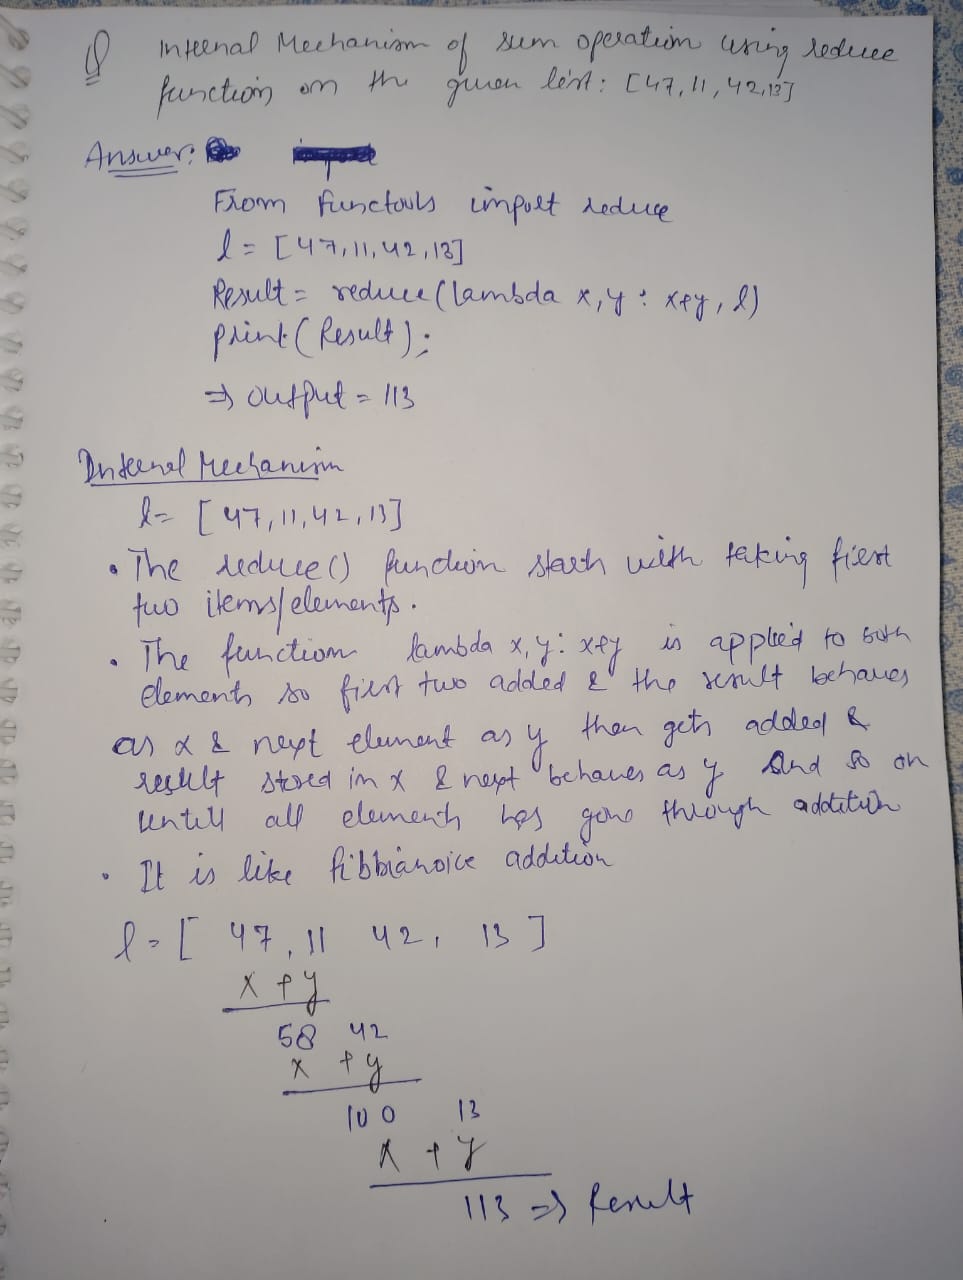 Q Internal Mechanism of sum operation using reduce
function on the given list: [47, 11, 42, 13]
Answer:
From functools import reduce
l = [47, 11, 42, 13]
Result = reduce(lambda x, y : x+y, l)
print(Result);
⇒ output = 113
Internal Mechanism
l = [47, 11, 42, 13]
• The reduce() function starts with taking first
two items/elements.
• The function lambda x, y: x+y is applied to both
elements so first two added & the result behaves
as x & next element as y then gets added &
result stored in x & next behaves as y And so on
untill all elements has gone through addition
• It is like fibbianoice addition
l = [ 47, 11 42, 13 ]
x + y
58 42
x + y
100 13
x + y
113 ⇒ Result